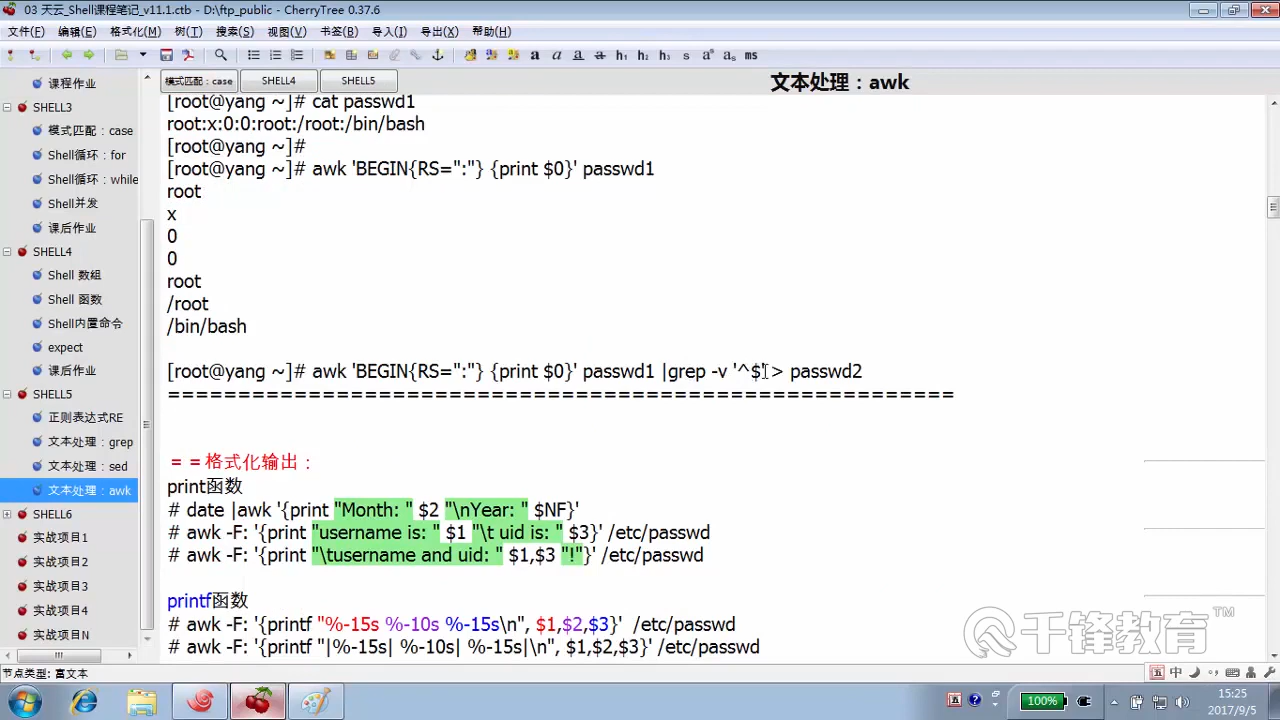 03 天云_Shell课程笔记_v11.1.ctb - D:\ftp_public - CherryTree 0.37.6
文件(F) 编辑(E) 格式化(M) 树(T) 搜索(S) 视图(V) 书签(B) 导入(I) 导出(X) 帮助(H)
a a a a h₁ h₂ h₃ s aª aₐ ms
课程作业
SHELL3
模式匹配：case
Shell循环：for
Shell循环：while
Shell并发
课后作业
SHELL4
Shell 数组
Shell 函数
Shell内置命令
expect
课后作业
SHELL5
正则表达式RE
文本处理：grep
文本处理：sed
文本处理：awk
SHELL6
实战项目1
实战项目2
实战项目3
实战项目4
实战项目N
模式匹配：case SHELL4 SHELL5 文本处理：awk
[root@yang ~]# cat passwd1
root:x:0:0:root:/root:/bin/bash
[root@yang ~]#
[root@yang ~]# awk 'BEGIN{RS=":"} {print $0}' passwd1
root
x
0
0
root
/root
/bin/bash
[root@yang ~]# awk 'BEGIN{RS=":"} {print $0}' passwd1 |grep -v '^$' > passwd2
========================================================
==格式化输出：
print函数
# date |awk '{print "Month: " $2 "\nYear: " $NF}'
# awk -F: '{print "username is: " $1 "\t uid is: " $3}' /etc/passwd
# awk -F: '{print "\tusername and uid: " $1,$3 "!"}' /etc/passwd
printf函数
# awk -F: '{printf "%-15s %-10s %-15s\n", $1,$2,$3}' /etc/passwd
# awk -F: '{printf "|%-15s| %-10s| %-15s|\n", $1,$2,$3}' /etc/passwd
千锋教育™
节点类型: 富文本
五 中
100%
15:25
2017/9/5